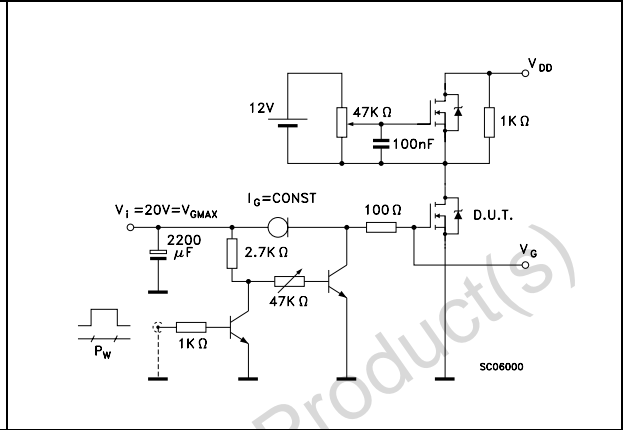 V DD
12V
47K Ω
1K Ω
100nF
I G=CONST
V i =20V=V GMAX
100 Ω
D.U.T.
2200
μF
2.7K Ω
V G
47K Ω
1K Ω
P W
SC06000
Product(s)